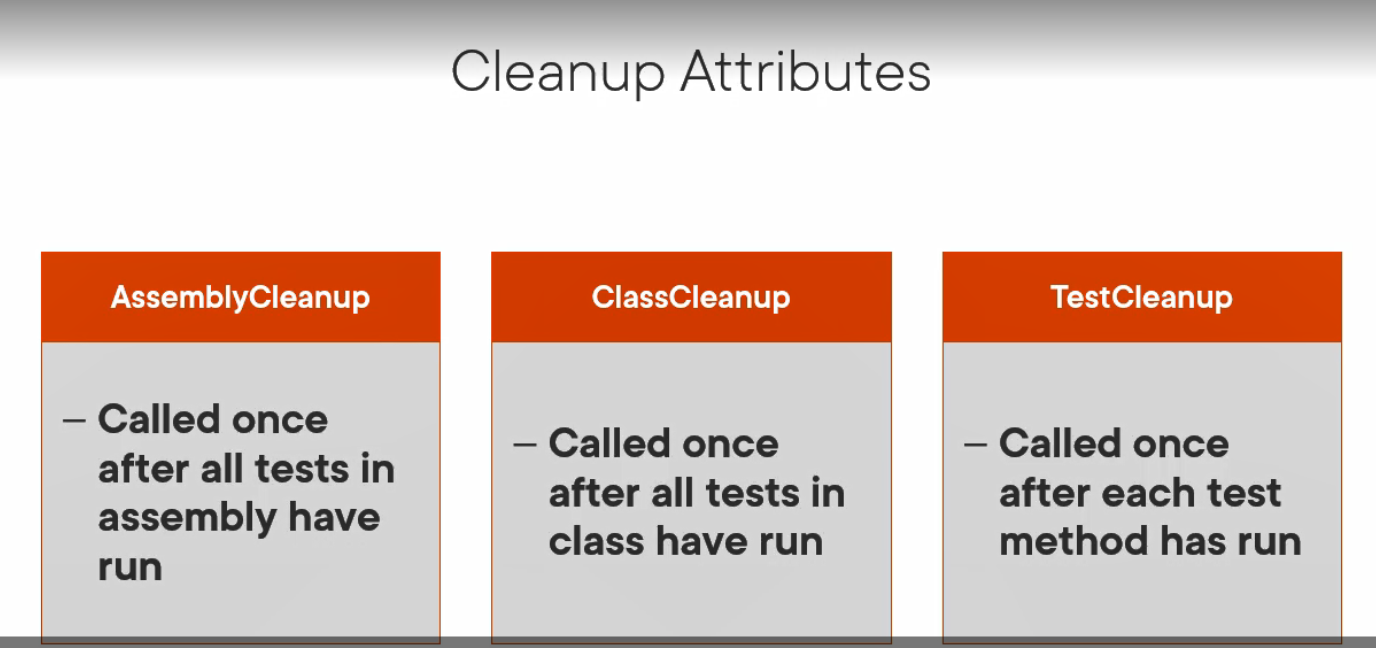 Cleanup Attributes
AssemblyCleanup
– Called once
after all tests in
assembly have
run
ClassCleanup
– Called once
after all tests in
class have run
TestCleanup
– Called once
after each test
method has run